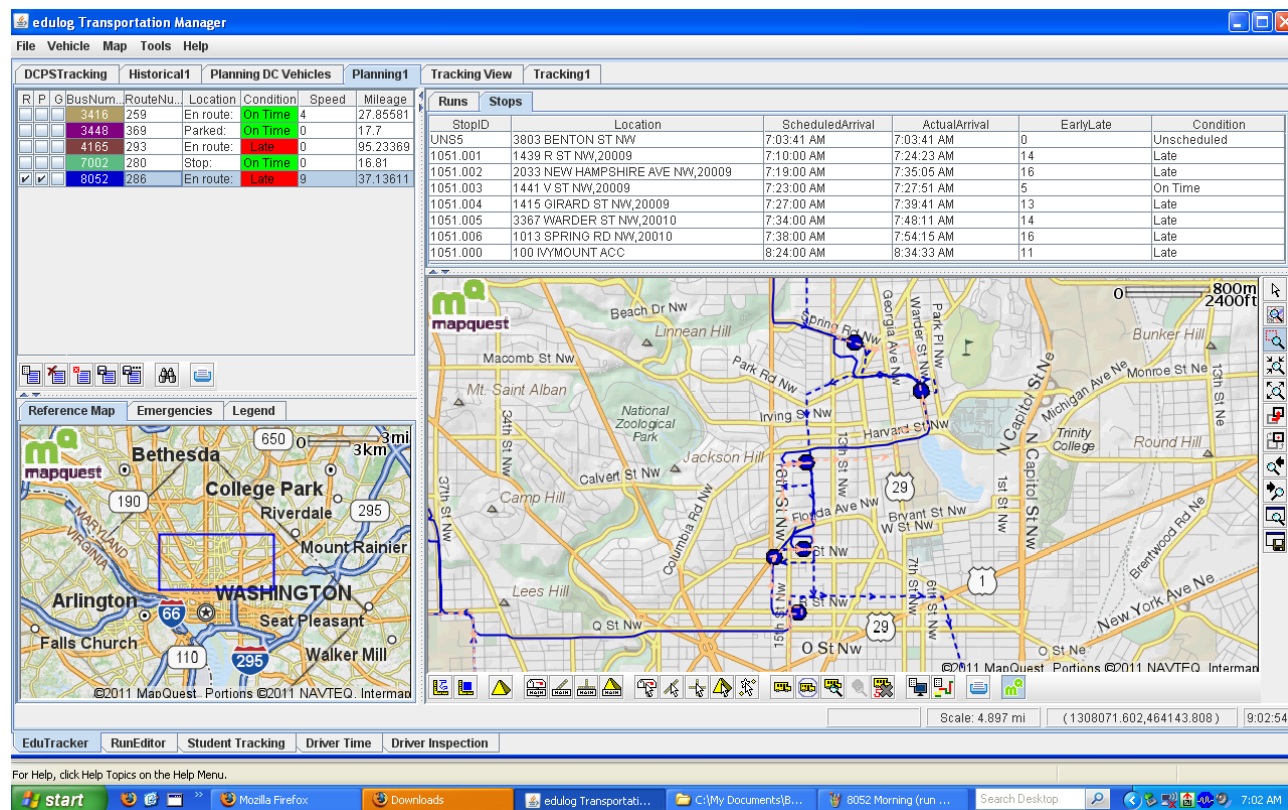 edulog Transportation Manager
File Vehicle Map Tools Help
DCPSTracking Historical1 Planning DC Vehicles Planning1 Tracking View Tracking1
R P G BusNum... RouteNu... Location Condition Speed Mileage
3416 259 En route: On Time 4 27.85581
3448 369 Parked: On Time 0 17.7
4165 293 En route: Late 0 95.23369
7002 280 Stop: On Time 0 16.81
8052 286 En route: Late 9 37.13611
Runs Stops
StopID Location ScheduledArrival ActualArrival EarlyLate Condition
UNS5 3803 BENTON ST NW 7:03:41 AM 7:03:41 AM 0 Unscheduled
1051.001 1439 R ST NW,20009 7:10:00 AM 7:24:23 AM 14 Late
1051.002 2033 NEW HAMPSHIRE AVE NW,20009 7:19:00 AM 7:35:05 AM 16 Late
1051.003 1441 V ST NW,20009 7:23:00 AM 7:27:51 AM 5 On Time
1051.004 1415 GIRARD ST NW,20009 7:27:00 AM 7:39:41 AM 13 Late
1051.005 3367 WARDER ST NW,20010 7:34:00 AM 7:48:11 AM 14 Late
1051.006 1013 SPRING RD NW,20010 7:38:00 AM 7:54:15 AM 16 Late
1051.000 100 IVYMOUNT ACC 8:24:00 AM 8:34:33 AM 11 Late
Reference Map Emergencies Legend
mq
mapquest
650
0 3mi
3km
Bethesda
190
College Park
Riverdale
295
MARYLAND
VIRGINIA
Mount Rainier
Arlington
66
WASHINGTON
Seat Pleasant
Falls Church
110
295
Walker Mill
©2011 MapQuest Portions ©2011 NAVTEQ, Intermap
mq
mapquest
0 800m
2400ft
Beach Dr Nw
Linnean Hill
Spring Rd Nw
Georgia Ave Nw
Warder St Nw
Park Pl Nw
Bunker Hill
Macomb St Nw
Park Rd Nw
Michigan Ave Ne
Monroe St Ne
13th St Ne
Mt. Saint Alban
34th St Nw
National
Zoological
Park
Irving St Nw
Harvard St Nw
N Capitol St Ne
N Capitol St
Trinity
College
Round Hill
Jackson Hill
13th St Nw
Calvert St Nw
37th St Nw
Camp Hill
Columbia Rd Nw
16th St Nw
29
1st St Nw
Florida Ave Nw
Bryant St Nw
W St Nw
Brentwood Rd Ne
St Nw
7th St Nw
6th St Nw
1
Lees Hill
R St Nw
New York Ave Ne
Q St Nw
15th St Nw
29
O St Nw
O St Ne
©2011 MapQuest Portions ©2011 NAVTEQ, Intermap
Scale: 4.897 mi (1308071.602,464143.808) 9:02:54
EduTracker RunEditor Student Tracking Driver Time Driver Inspection
For Help, click Help Topics on the Help Menu.
start Mozilla Firefox Downloads edulog Transportati... C:\My Documents\B... 8052 Morning (run ... Search Desktop 7:02 AM